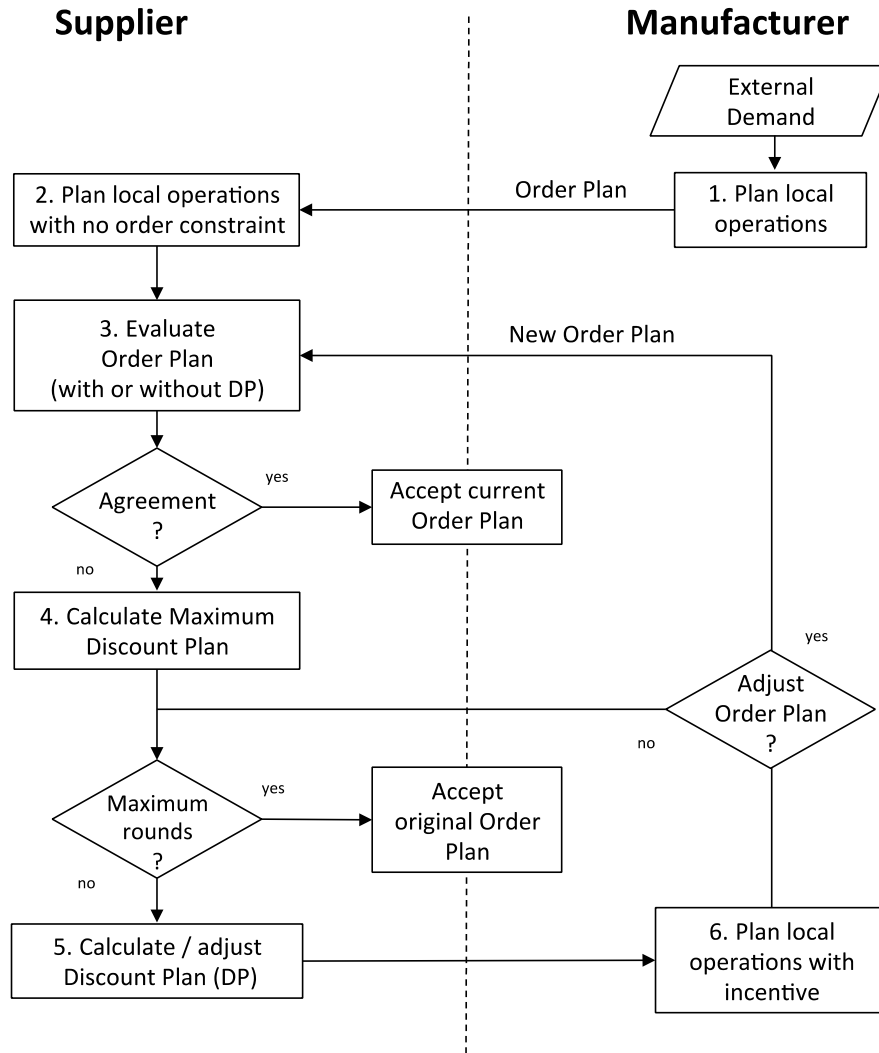 Supplier
Manufacturer
External
Demand
1. Plan local
operations
Order Plan
2. Plan local operations
with no order constraint
3. Evaluate
Order Plan
(with or without DP)
New Order Plan
Agreement
?
yes
Accept current
Order Plan
no
4. Calculate Maximum
Discount Plan
yes
Adjust
Order Plan
?
no
Maximum
rounds
?
yes
Accept
original Order
Plan
no
5. Calculate / adjust
Discount Plan (DP)
6. Plan local
operations with
incentive